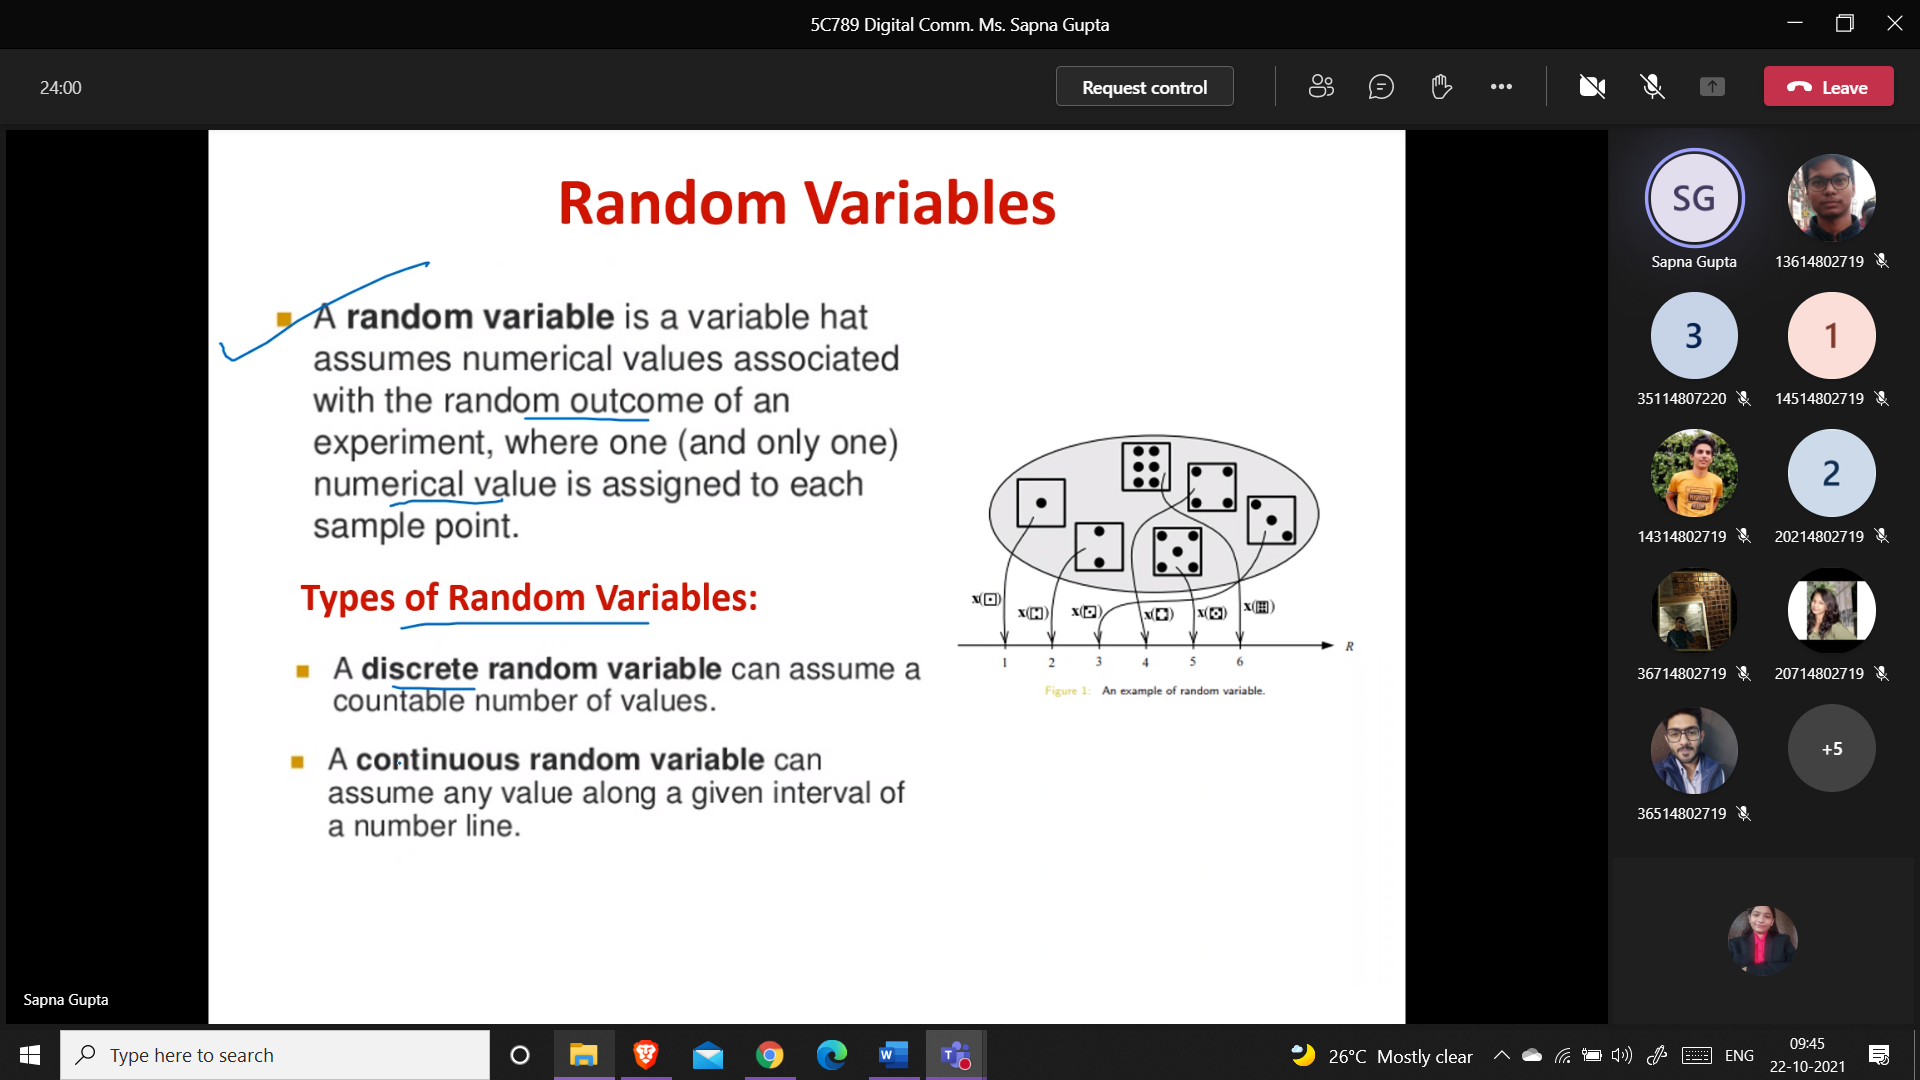 5C789 Digital Comm. Ms. Sapna Gupta
24:00
Request control
Leave
Random Variables
A random variable is a variable hat
assumes numerical values associated
with the random outcome of an
experiment, where one (and only one)
numerical value is assigned to each
sample point.
Types of Random Variables:
A discrete random variable can assume a
countable number of values.
A continuous random variable can
assume any value along a given interval of
a number line.
x(⚀) x(⚁) x(⚂) x(⚃) x(⚄) x(⚅)
1 2 3 4 5 6 R
Figure 1: An example of random variable.
SG
Sapna Gupta
13614802719
3
35114807220
1
14514802719
14314802719
2
20214802719
36714802719
20714802719
36514802719
+5
Sapna Gupta
Type here to search
26°C Mostly clear
ENG
09:45
22-10-2021